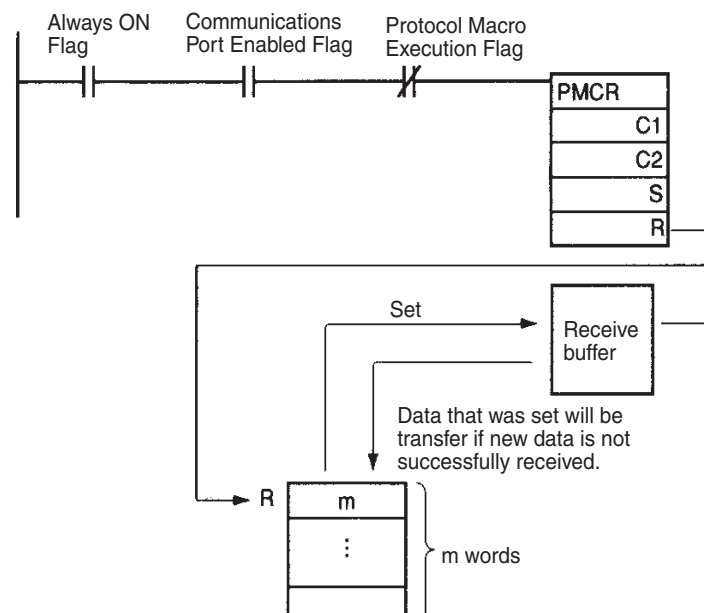 Always ON
Flag
Communications
Port Enabled Flag
Protocol Macro
Execution Flag
PMCR
C1
C2
S
R
Set
Receive
buffer
Data that was set will be
transfer if new data is not
successfully received.
R
m
⋮
m words